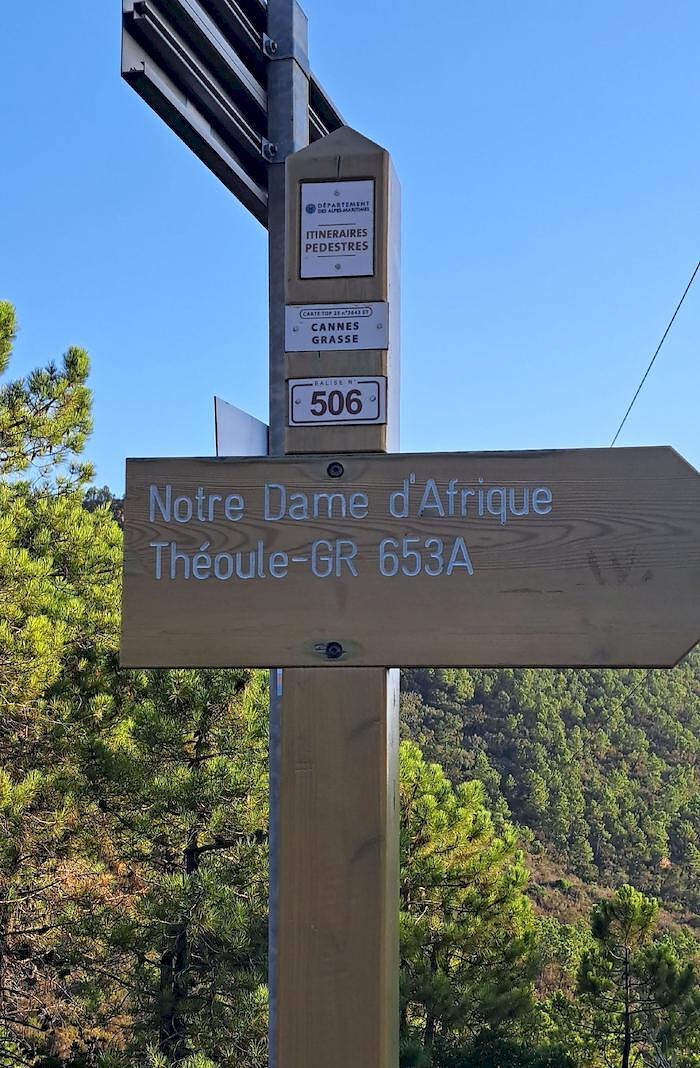 DÉPARTEMENT
DES ALPES-MARITIMES
ITINERAIRES
PEDESTRES
CARTE TOP 25 n°3643 ET
CANNES
GRASSE
BALISE N°
506
Notre Dame d'Afrique
Théoule-GR 653A